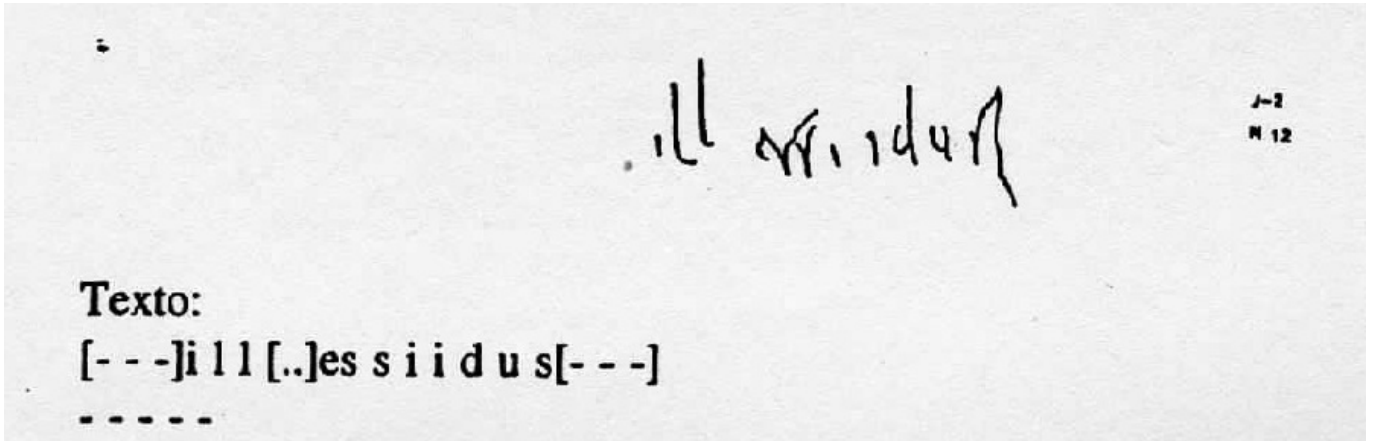 J-2
N 12
Texto:
[- - -]i l l [..]es s i i d u s[- - -]
- - - - -